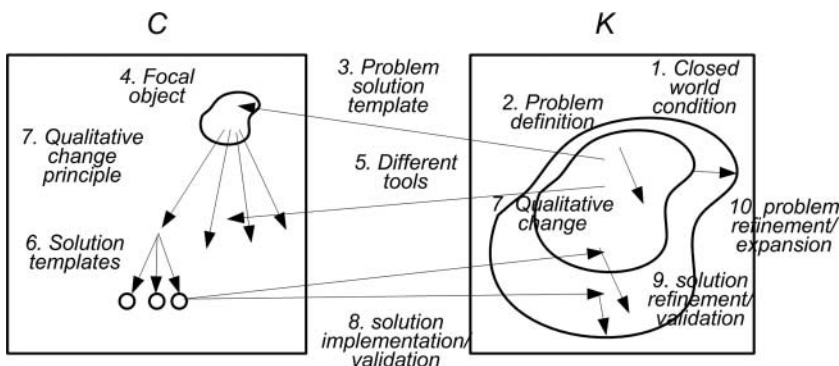 C
K
4. Focal
object
3. Problem
solution
template
1. Closed
world
condition
2. Problem
definition
7. Qualitative
change
principle
5. Different
tools
7. Qualitative
change
10. problem
refinement/
expansion
6. Solution
templates
9. solution
refinement/
validation
8. solution
implementation/
validation